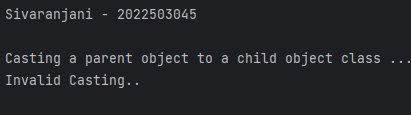 Sivaranjani - 2022503045
Casting a parent object to a child object class ...
Invalid Casting..